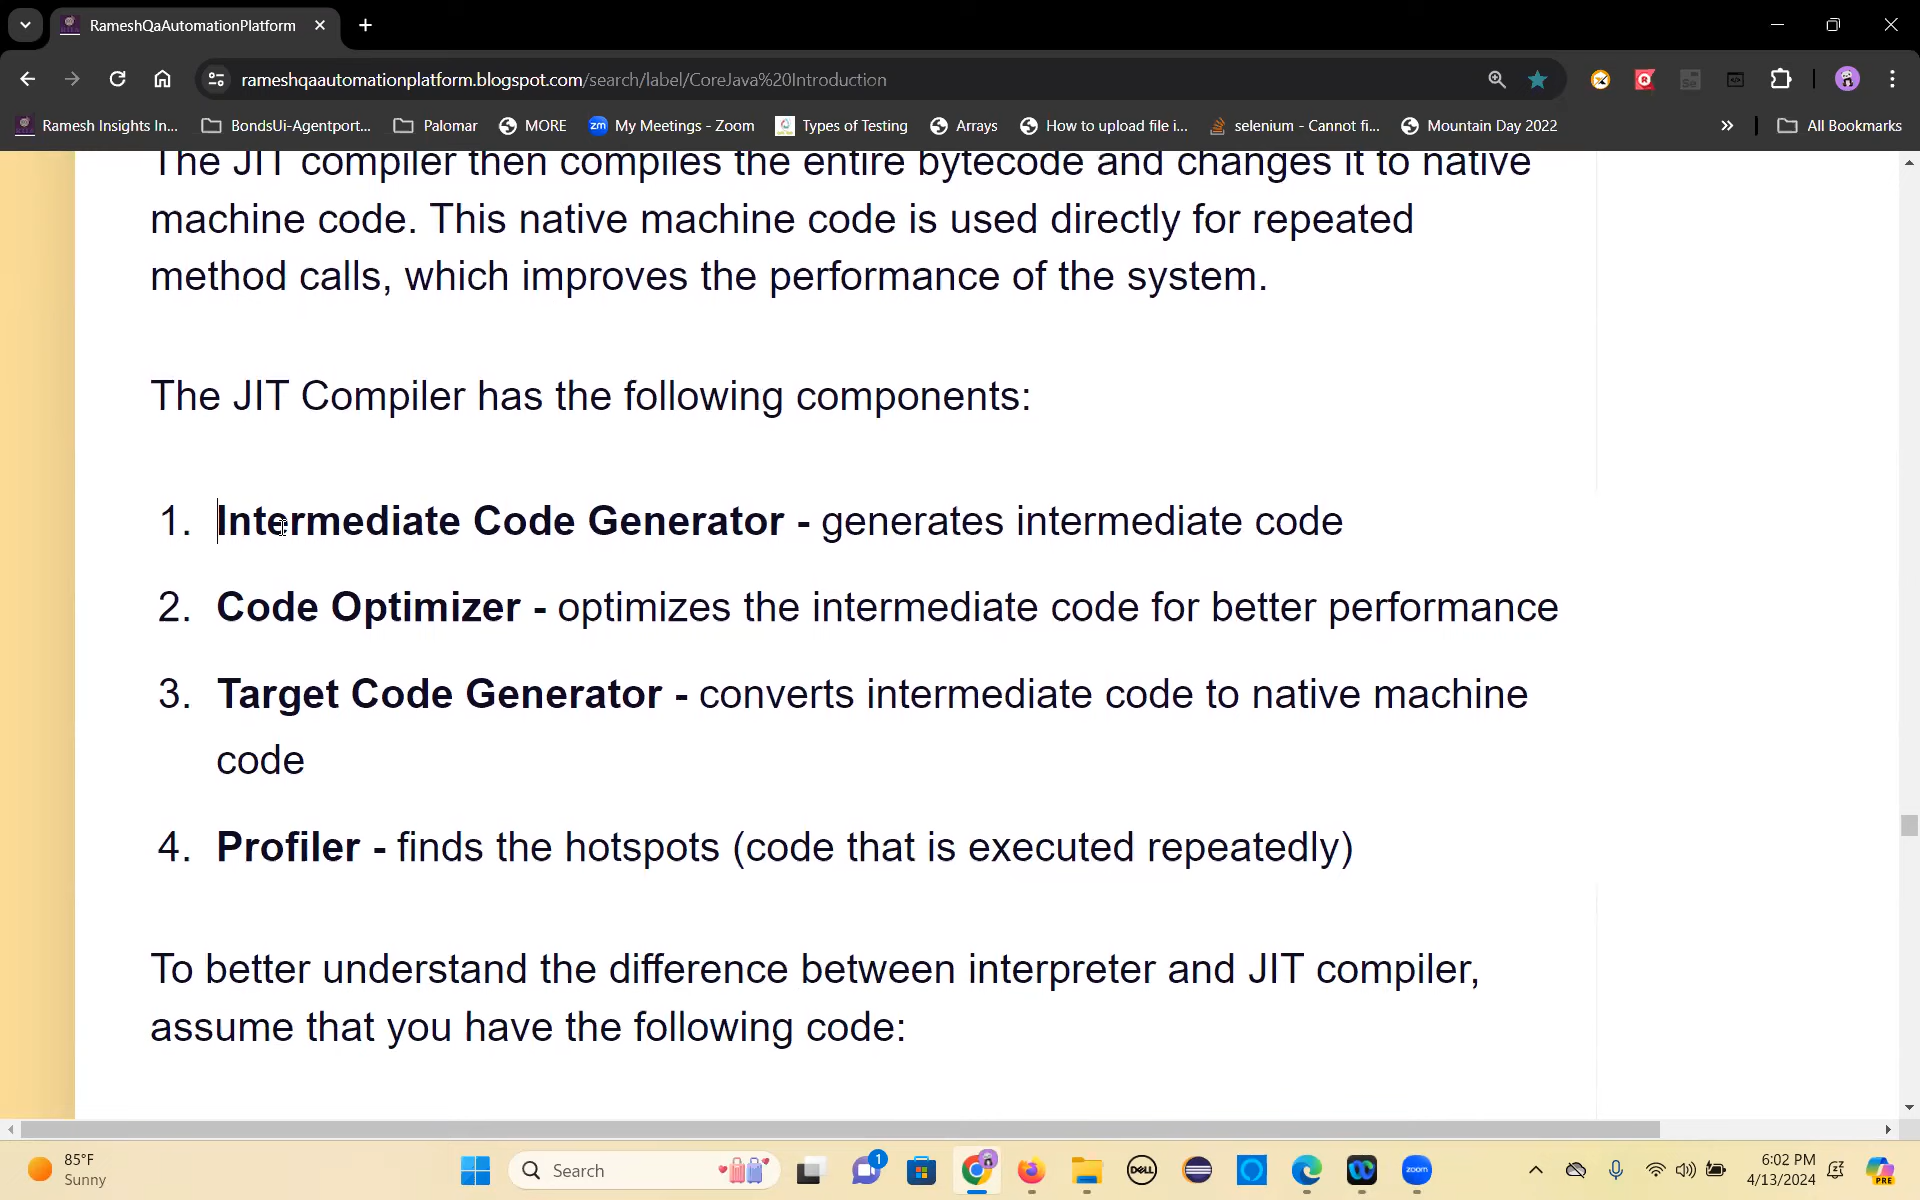 RameshQaAutomationPlatform
rameshqaautomationplatform.blogspot.com/search/label/CoreJava%20Introduction
Ramesh Insights In... BondsUi-Agentport... Palomar MORE zm My Meetings - Zoom Types of Testing Arrays How to upload file i... selenium - Cannot fi... Mountain Day 2022 » All Bookmarks
The JIT compiler then compiles the entire bytecode and changes it to native
machine code. This native machine code is used directly for repeated
method calls, which improves the performance of the system.
The JIT Compiler has the following components:
1. Intermediate Code Generator - generates intermediate code
2. Code Optimizer - optimizes the intermediate code for better performance
3. Target Code Generator - converts intermediate code to native machine
code
4. Profiler - finds the hotspots (code that is executed repeatedly)
To better understand the difference between interpreter and JIT compiler,
assume that you have the following code:
85°F
Sunny
Search
1
DELL
zoom
6:02 PM
4/13/2024
PRE